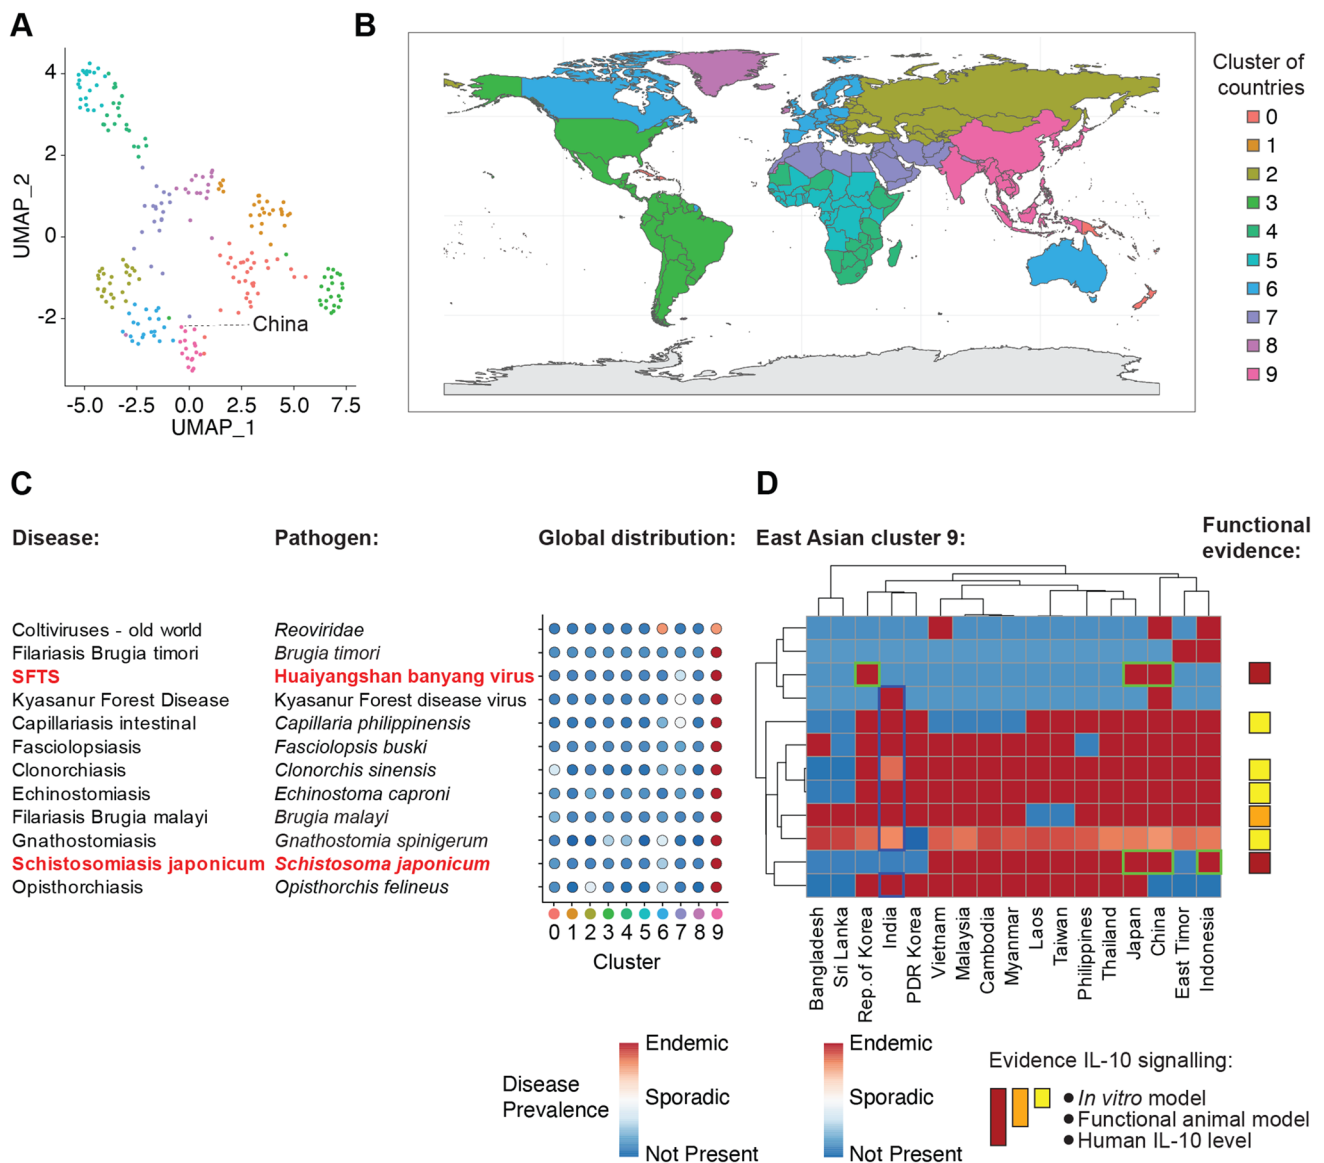 A
B
4
2
0
-2
UMAP_2
China
-5.0 -2.5 0.0 2.5 5.0 7.5
UMAP_1
Cluster of
countries
0
1
2
3
4
5
6
7
8
9
C
D
Disease: Pathogen: Global distribution: East Asian cluster 9:
Functional
evidence:
Coltiviruses - old world Reoviridae
Filariasis Brugia timori Brugia timori
SFTS Huaiyangshan banyang virus
Kyasanur Forest Disease Kyasanur Forest disease virus
Capillariasis intestinal Capillaria philippinensis
Fasciolopsiasis Fasciolopsis buski
Clonorchiasis Clonorchis sinensis
Echinostomiasis Echinostoma caproni
Filariasis Brugia malayi Brugia malayi
Gnathostomiasis Gnathostomia spinigerum
Schistosomiasis japonicum Schistosoma japonicum
Opisthorchiasis Opisthorchis felineus
0 1 2 3 4 5 6 7 8 9
Cluster
Bangladesh
Sri Lanka
Rep.of Korea
India
PDR Korea
Vietnam
Malaysia
Cambodia
Myanmar
Laos
Taiwan
Philippines
Thailand
Japan
China
East Timor
Indonesia
Disease
Prevalence
Endemic
Sporadic
Not Present
Endemic
Sporadic
Not Present
Evidence IL-10 signalling:
● In vitro model
● Functional animal model
● Human IL-10 level